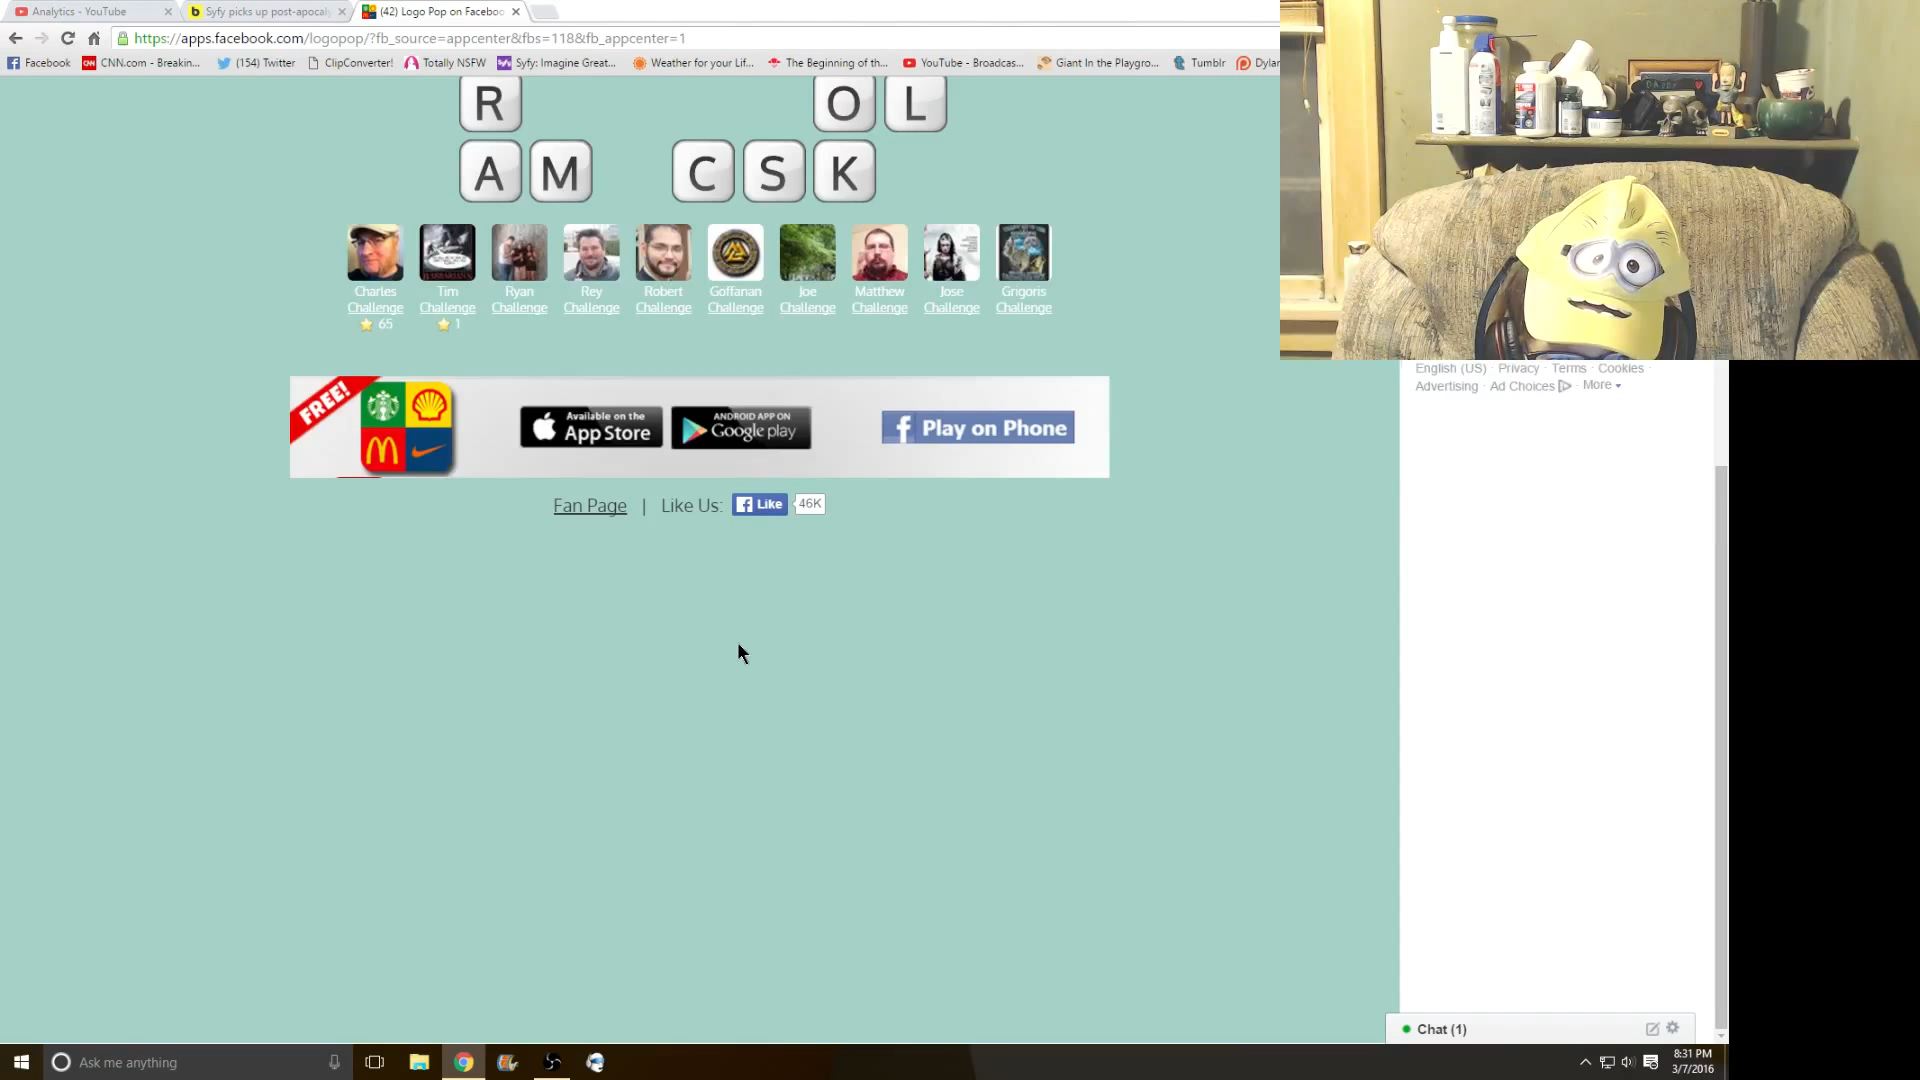 Analytics - YouTube
Syfy picks up post-apocal
(42) Logo Pop on Faceboo
https://apps.facebook.com/logopop/?fb_source=appcenter&fbs=118&fb_appcenter=1
Facebook
CNN.com - Breakin...
(154) Twitter
ClipConverter!
Totally NSFW
Syfy: Imagine Great...
Weather for your Lif...
The Beginning of th...
YouTube - Broadcas...
Giant In the Playgro...
Tumblr
Dylan
R O L
A M C S K
Charles Tim Ryan Rey Robert Goffanan Joe Matthew Jose Grigoris
Challenge Challenge Challenge Challenge Challenge Challenge Challenge Challenge Challenge Challenge
65 1
FREE!
Available on the
App Store
ANDROID APP ON
Google play
f Play on Phone
Fan Page | Like Us: Like 46K
English (US) · Privacy · Terms · Cookies ·
Advertising · Ad Choices · More
Chat (1)
Ask me anything
8:31 PM
3/7/2016